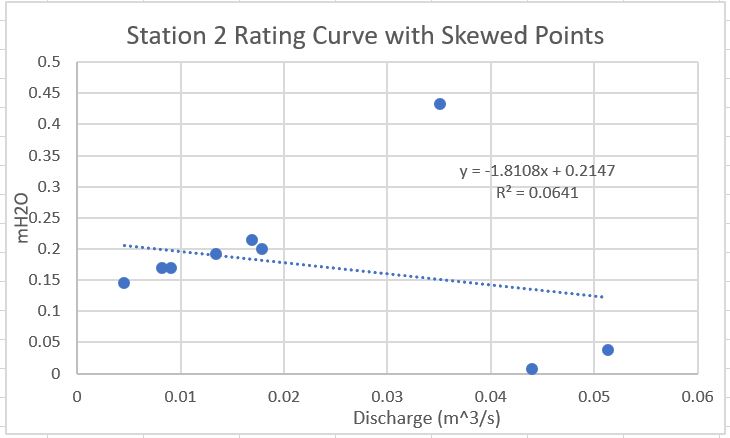 Station 2 Rating Curve with Skewed Points
0.5
0.45
0.4
0.35
0.3
0.25
0.2
0.15
0.1
0.05
0
mH2O
y = -1.8108x + 0.2147
R² = 0.0641
0 0.01 0.02 0.03 0.04 0.05 0.06
Discharge (m^3/s)